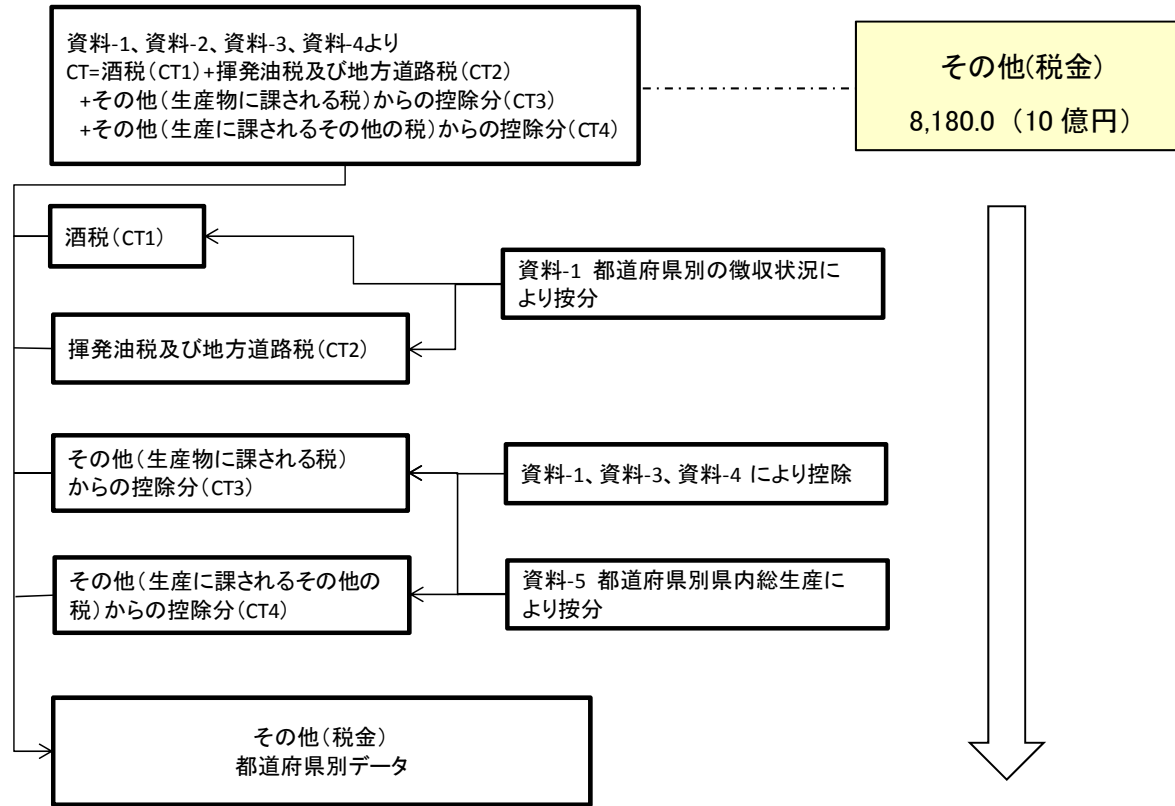 資料-1、資料-2、資料-3、資料-4より
CT=酒税(CT1)+揮発油税及び地方道路税(CT2)
+その他(生産物に課される税)からの控除分(CT3)
+その他(生産に課されるその他の税)からの控除分(CT4)
その他(税金)
8,180.0 (10 億円)
酒税(CT1)
資料-1 都道府県別の徴収状況に
より按分
揮発油税及び地方道路税(CT2)
その他(生産物に課される税)
からの控除分(CT3)
資料-1、資料-3、資料-4 により控除
その他(生産に課されるその他の
税)からの控除分(CT4)
資料-5 都道府県別県内総生産に
より按分
その他(税金)
都道府県別データ